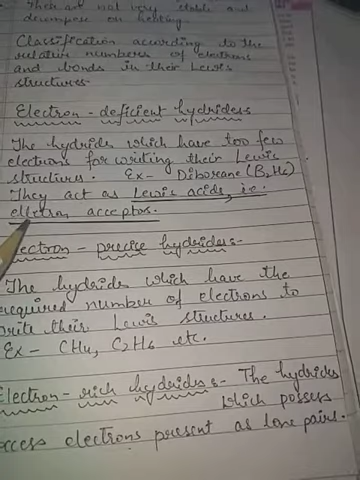 These are not very stable and
decompose on heating.
Classification according to the
relative numbers of electrons
and bonds in their Lewis
structures-
Electron-deficient hydrides
The hydrides which have too few
electrons for writing their Lewis
structures. Ex- Diborane (B2H6)
They act as Lewis acids, i.e.
elletron acceptos.
lectron - precise hydrides-
The hydrides which have the
equired number of electrons to
rite their Lewis structures.
Ex - CH4, C2H6 etc.
Electron-rich hydrides- The hydrides
which possess
xcess electrons present as lone pairs.